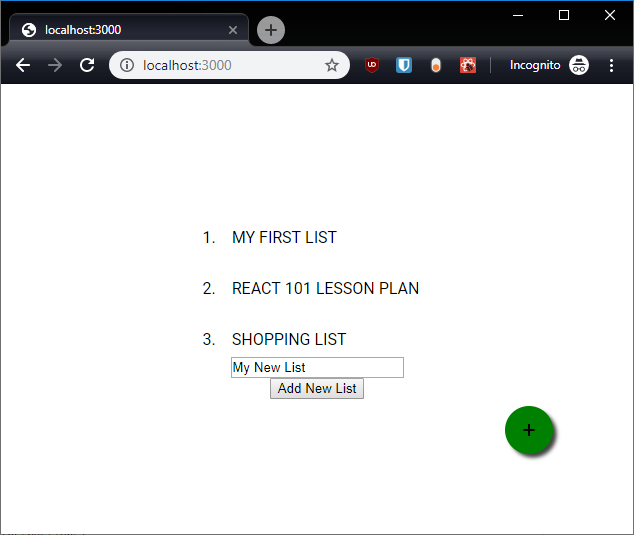 localhost:3000
localhost:3000
Incognito
1. MY FIRST LIST
2. REACT 101 LESSON PLAN
3. SHOPPING LIST
My New List
Add New List
+